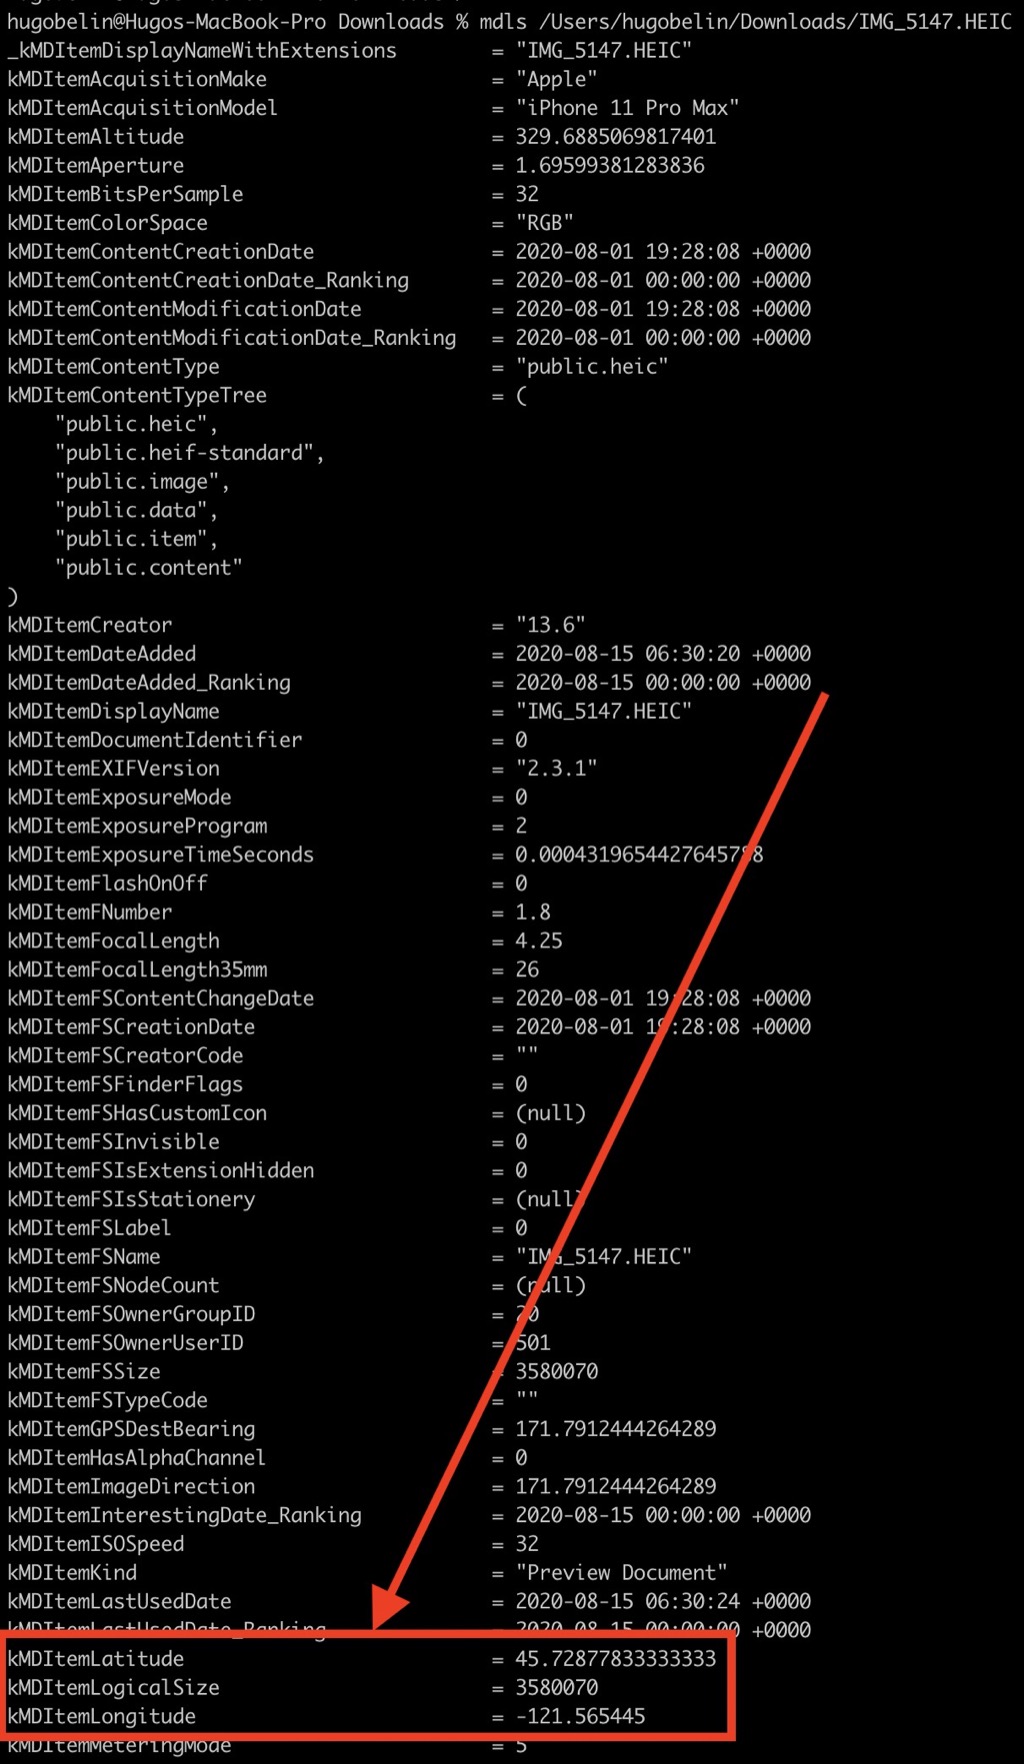 hugobelin@Hugos-MacBook-Pro Downloads % mdls /Users/hugobelin/Downloads/IMG_5147.HEIC
_kMDItemDisplayNameWithExtensions = "IMG_5147.HEIC"
kMDItemAcquisitionMake = "Apple"
kMDItemAcquisitionModel = "iPhone 11 Pro Max"
kMDItemAltitude = 329.6885069817401
kMDItemAperture = 1.69599381283836
kMDItemBitsPerSample = 32
kMDItemColorSpace = "RGB"
kMDItemContentCreationDate = 2020-08-01 19:28:08 +0000
kMDItemContentCreationDate_Ranking = 2020-08-01 00:00:00 +0000
kMDItemContentModificationDate = 2020-08-01 19:28:08 +0000
kMDItemContentModificationDate_Ranking = 2020-08-01 00:00:00 +0000
kMDItemContentType = "public.heic"
kMDItemContentTypeTree = (
"public.heic",
"public.heif-standard",
"public.image",
"public.data",
"public.item",
"public.content"
)
kMDItemCreator = "13.6"
kMDItemDateAdded = 2020-08-15 06:30:20 +0000
kMDItemDateAdded_Ranking = 2020-08-15 00:00:00 +0000
kMDItemDisplayName = "IMG_5147.HEIC"
kMDItemDocumentIdentifier = 0
kMDItemEXIFVersion = "2.3.1"
kMDItemExposureMode = 0
kMDItemExposureProgram = 2
kMDItemExposureTimeSeconds =
kMDItemFlashOnOff = 0
kMDItemFNumber = 1.8
kMDItemFocalLength = 4.25
kMDItemFocalLength35mm = 26
kMDItemFSContentChangeDate = 2020-08-01 19:28:08 +0000
kMDItemFSCreationDate = 2020-08-01 19:28:08 +0000
kMDItemFSCreatorCode = ""
kMDItemFSFinderFlags = 0
kMDItemFSHasCustomIcon = (null)
kMDItemFSInvisible = 0
kMDItemFSIsExtensionHidden = 0
kMDItemFSIsStationery = (null)
kMDItemFSLabel = 0
kMDItemFSName = "IMG_5147.HEIC"
kMDItemFSNodeCount = (null)
kMDItemFSOwnerGroupID = 20
kMDItemFSOwnerUserID = 501
kMDItemFSSize = 3580070
kMDItemFSTypeCode = ""
kMDItemGPSDestBearing = 171.7912444264289
kMDItemHasAlphaChannel = 0
kMDItemImageDirection = 171.7912444264289
kMDItemInterestingDate_Ranking = 2020-08-15 00:00:00 +0000
kMDItemISOSpeed = 32
kMDItemKind = "Preview Document"
kMDItemLastUsedDate = 2020-08-15 06:30:24 +0000
kMDItemLastUsedDate_Ranking = 2020-08-15 00:00:00 +0000
kMDItemLatitude = 45.72877833333333
kMDItemLogicalSize = 3580070
kMDItemLongitude = -121.565445
kMDItemMeteringMode = 5